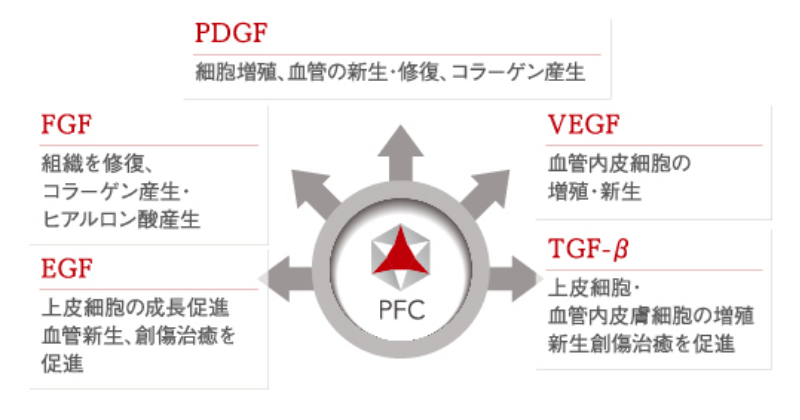 PDGF
細胞増殖、血管の新生・修復、コラーゲン産生
FGF
組織を修復、
コラーゲン産生・
ヒアルロン酸産生
VEGF
血管内皮細胞の
増殖・新生
EGF
上皮細胞の成長促進
血管新生、創傷治癒を
促進
TGF-β
上皮細胞・
血管内皮膚細胞の増殖
新生創傷治癒を促進
PFC